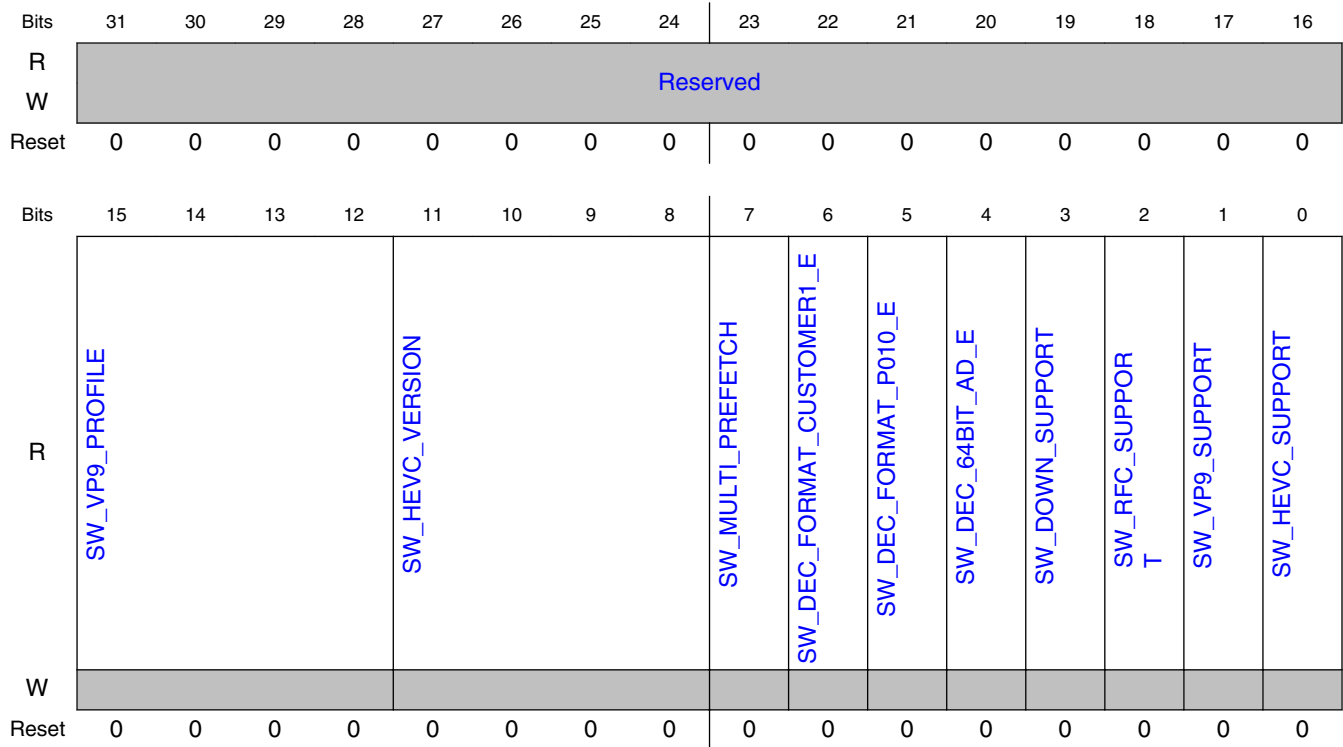 Bits 31 30 29 28 27 26 25 24 23 22 21 20 19 18 17 16
R
Reserved
W
Reset 0 0 0 0 0 0 0 0 0 0 0 0 0 0 0 0
Bits 15 14 13 12 11 10 9 8 7 6 5 4 3 2 1 0
R
SW_VP9_PROFILE
SW_HEVC_VERSION
SW_MULTI_PREFETCH
SW_DEC_FORMAT_CUSTOMER1_E
SW_DEC_FORMAT_P010_E
SW_DEC_64BIT_AD_E
SW_DOWN_SUPPORT
SW_RFC_SUPPOR
T
SW_VP9_SUPPORT
SW_HEVC_SUPPORT
W
Reset 0 0 0 0 0 0 0 0 0 0 0 0 0 0 0 0